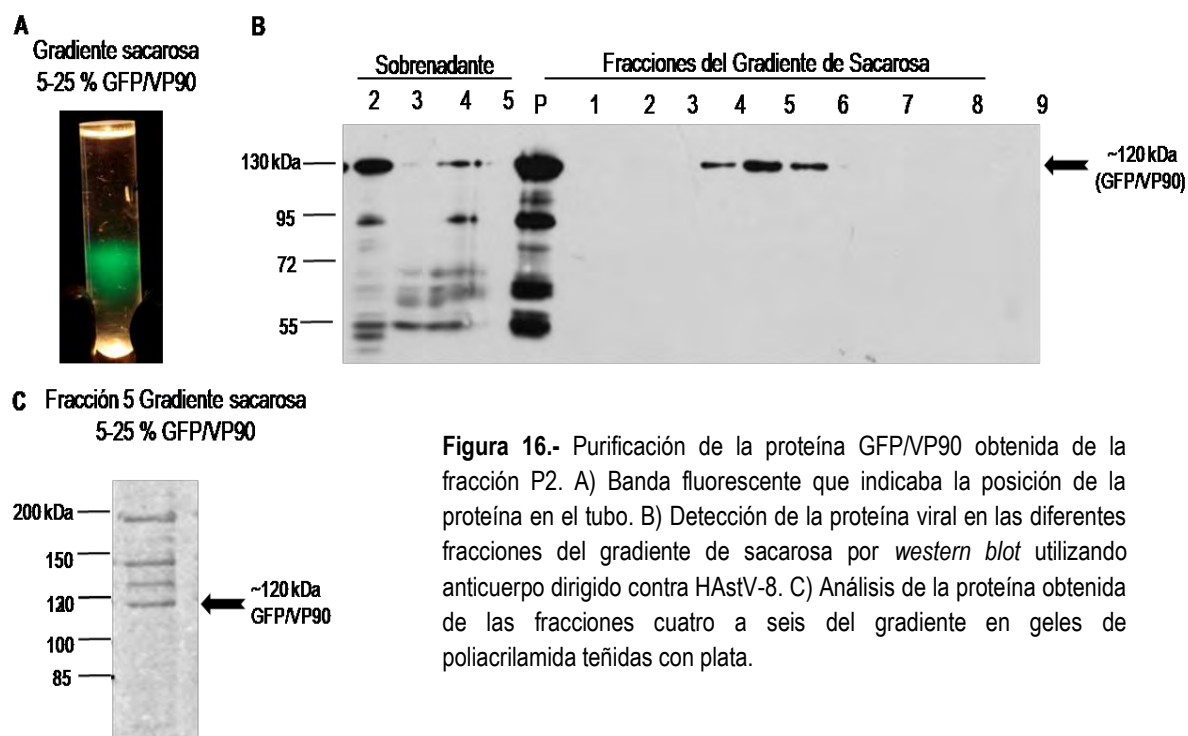 A
Gradiente sacarosa
5-25 % GFP/VP90
B
Sobrenadante
Fracciones del Gradiente de Sacarosa
2 3 4 5 P 1 2 3 4 5 6 7 8 9
130 kDa
95
72
55
~120 kDa
(GFP/VP90)
C Fracción 5 Gradiente sacarosa
5-25 % GFP/VP90
200 kDa
150
120
100
85
~120 kDa
GFP/VP90
Figura 16.- Purificación de la proteína GFP/VP90 obtenida de la
fracción P2. A) Banda fluorescente que indicaba la posición de la
proteína en el tubo. B) Detección de la proteína viral en las diferentes
fracciones del gradiente de sacarosa por western blot utilizando
anticuerpo dirigido contra HAstV-8. C) Análisis de la proteína obtenida
de las fracciones cuatro a seis del gradiente en geles de
poliacrilamida teñidas con plata.